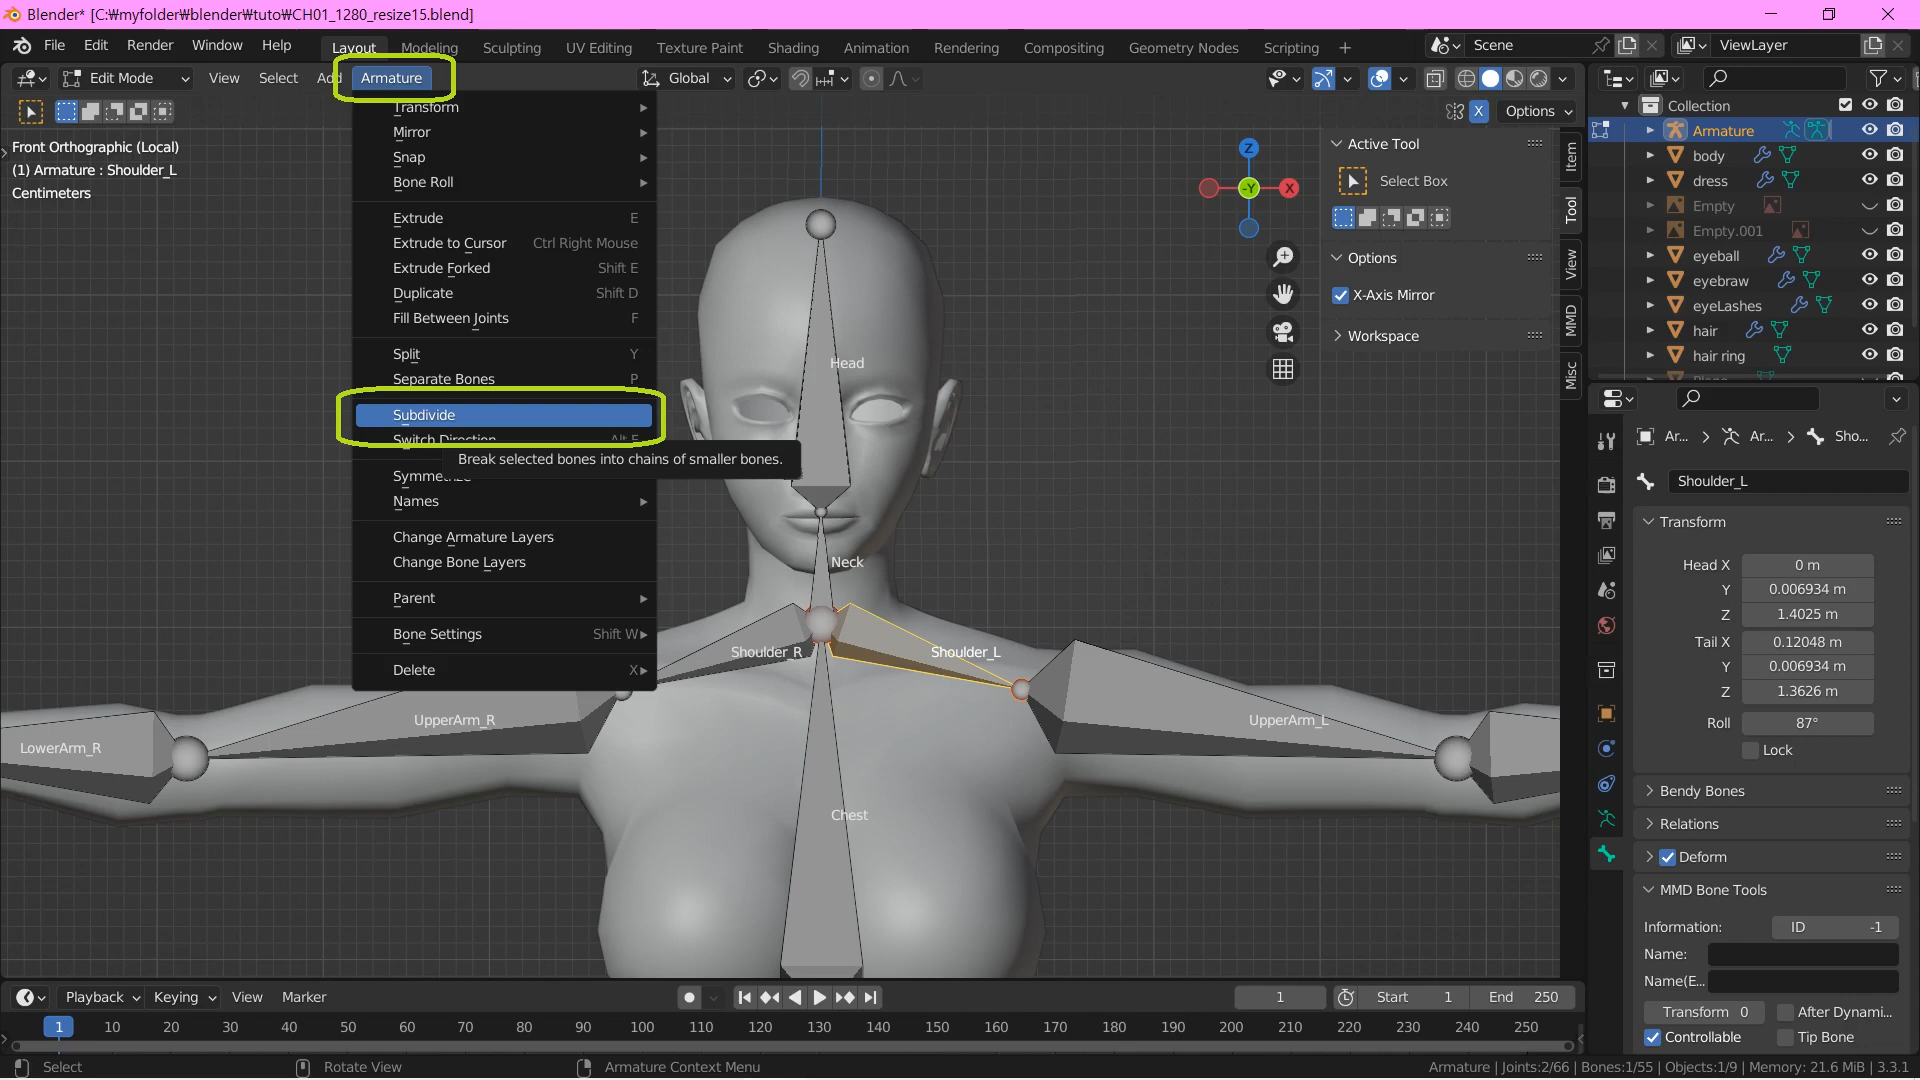 Blender* [C:₩myfolder₩blender₩tuto₩CH01_1280_resize15.blend]
File Edit Render Window Help Layout Modeling Sculpting UV Editing Texture Paint Shading Animation Rendering Compositing Geometry Nodes Scripting + Scene ViewLayer
Edit Mode View Select Add Armature Global
X Options
Front Orthographic (Local)
(1) Armature : Shoulder_L
Centimeters
Transform
Mirror
Snap
Bone Roll
Extrude E
Extrude to Cursor Ctrl Right Mouse
Extrude Forked Shift E
Duplicate Shift D
Fill Between Joints F
Split Y
Separate Bones P
Subdivide
Switch Direction Alt F
Break selected bones into chains of smaller bones.
Symmetrize
Names
Change Armature Layers
Change Bone Layers
Parent
Bone Settings Shift W
Delete X
Z
-Y
X
Head
Neck
Shoulder_R
Shoulder_L
UpperArm_R
UpperArm_L
LowerArm_R
Chest
Active Tool
Select Box
Options
X-Axis Mirror
Workspace
Item
Tool
View
MMD
Misc
Collection
Armature
body
dress
Empty
Empty.001
eyeball
eyebraw
eyeLashes
hair
hair ring
Ar... Ar... Sho...
Shoulder_L
Transform
Head X 0 m
Y 0.006934 m
Z 1.4025 m
Tail X 0.12048 m
Y 0.006934 m
Z 1.3626 m
Roll 87°
Lock
Bendy Bones
Relations
Deform
MMD Bone Tools
Information: ID -1
Name:
Name(E...
Transform 0 After Dynami...
Controllable Tip Bone
Playback Keying View Marker 1 Start 1 End 250
1 10 20 30 40 50 60 70 80 90 100 110 120 130 140 150 160 170 180 190 200 210 220 230 240 250
Select Rotate View Armature Context Menu Armature | Joints:2/66 | Bones:1/55 | Objects:1/9 | Memory: 21.6 MiB | 3.3.1